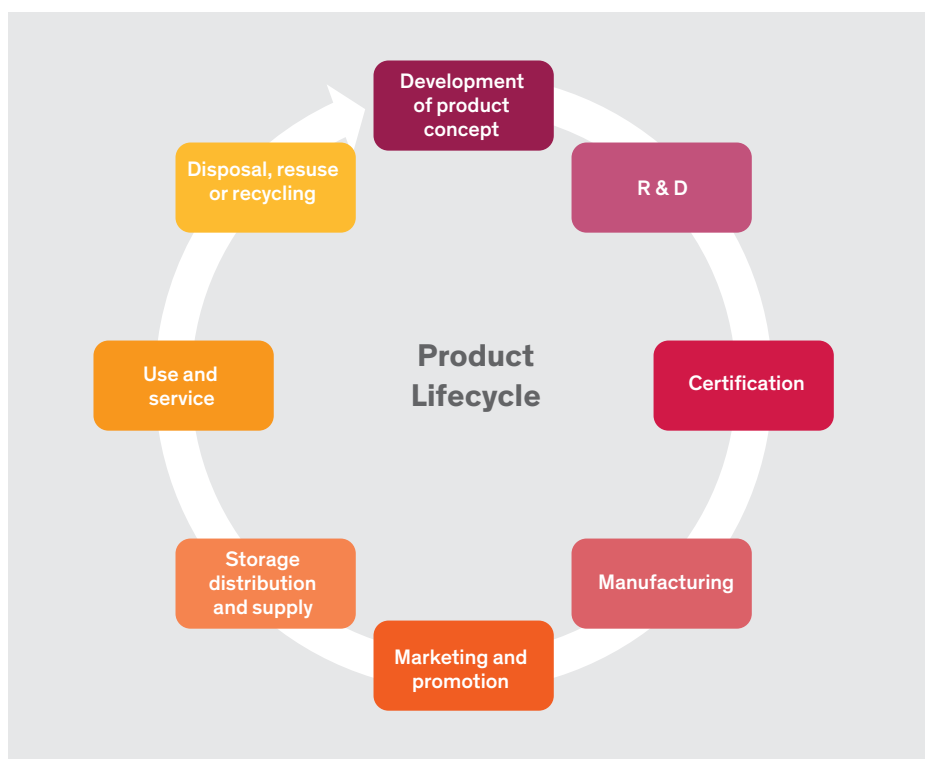 Development
of product
concept
R & D
Certification
Manufacturing
Marketing and
promotion
Storage
distribution
and supply
Use and
service
Disposal, resuse
or recycling
Product
Lifecycle